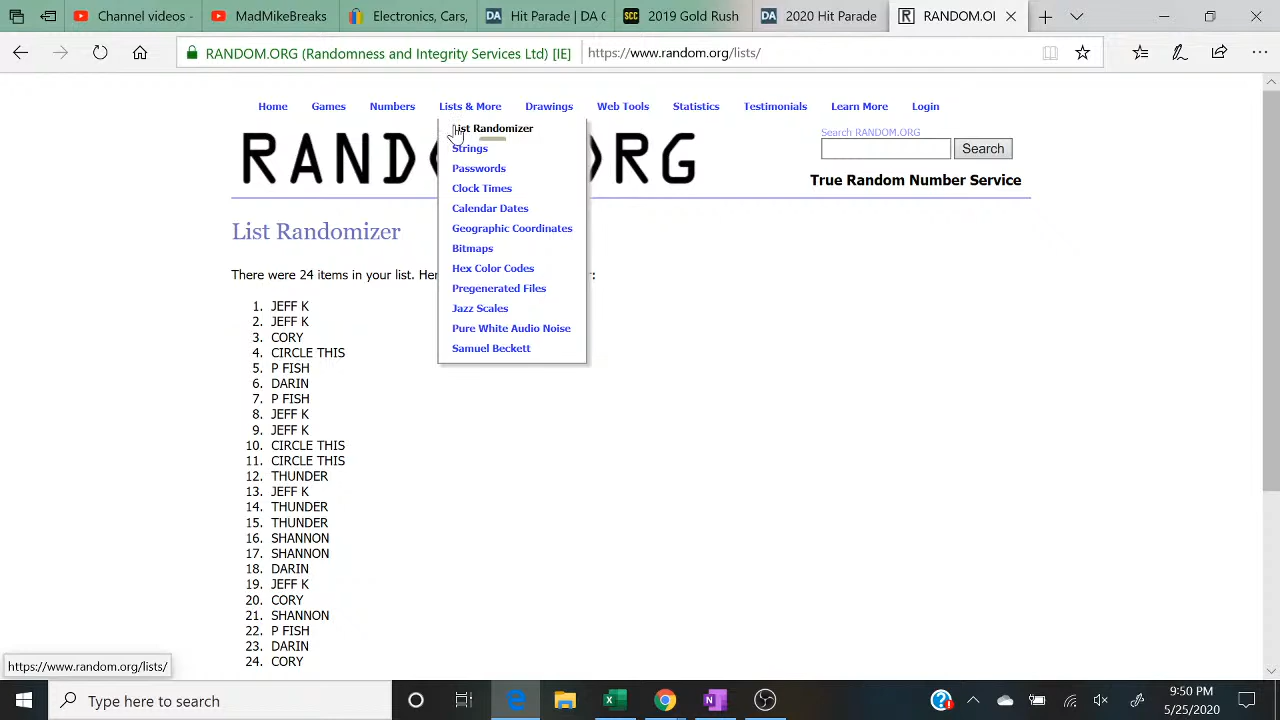 Channel videos - YouTube
Electronics, Cars
Art Parade | DA C
2019 Gold Rush
2020 Parade
RANDOM.OI
RANDOM.ORG (Randomness and Integrity Services Ltd) [IE]
https://www.random.org/lists/
Home Games Numbers Lists & More Drawings Web Tools Statistics Testimonials Learn More Login
List Randomizer
Strings
Passwords
Clock Times
Calendar Dates
Geographic Coordinates
Bitmaps
Hex Color Codes
Pregenerated Files
Jazz Scales
Pure White Audio Noise
Samuel Beckett
Search RANDOM.ORG
Search
True Random Number Service
List Randomizer
There were 24 items in your list. Her
1. JEFF K
2. JEFF K
3. CORY
4. CIRCLE THIS
5. P FISH
6. DARIN
7. P FISH
8. JEFF K
9. JEFF K
10. CIRCLE THIS
11. CIRCLE THIS
12. THUNDER
13. JEFF K
14. THUNDER
15. THUNDER
16. SHANNON
17. SHANNON
18. DARIN
19. JEFF K
20. CORY
21. SHANNON
22. P FISH
23. DARIN
24. CORY
https://www.random.org/lists/
Type here to search
9:50 PM
5/25/2020